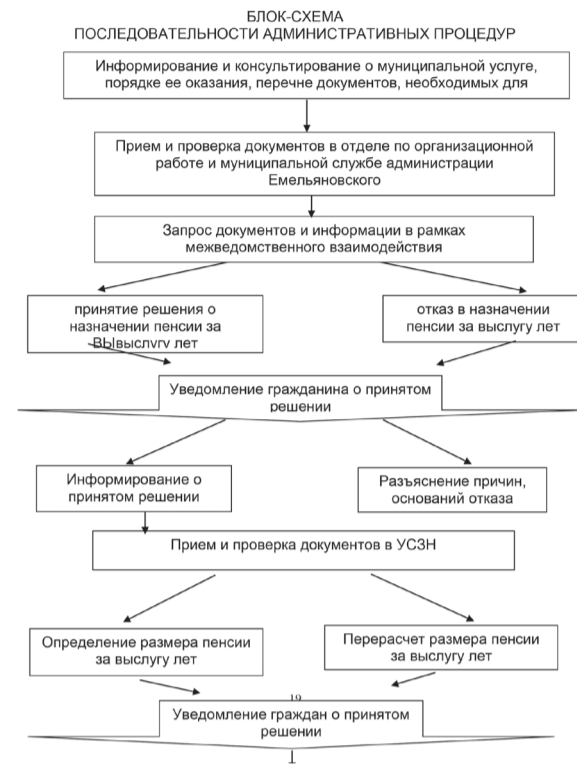 БЛОК-СХЕМА
ПОСЛЕДОВАТЕЛЬНОСТИ АДМИНИСТРАТИВНЫХ ПРОЦЕДУР
Информирование и консультирование о муниципальной услуге,
порядке ее оказания, перечне документов, необходимых для
Прием и проверка документов в отделе по организационной
работе и муниципальной службе администрации
Емельяновского
Запрос документов и информации в рамках
межведомственного взаимодействия
принятие решения о
назначении пенсии за
ВЫвыслугу лет
отказ в назначении
пенсии за выслугу лет
Уведомление гражданина о принятом
решении
Информирование о
принятом решении
Разъяснение причин,
оснований отказа
Прием и проверка документов в УСЗН
Определение размера пенсии
за выслугу лет
Перерасчет размера пенсии
за выслугу лет
19
Уведомление граждан о принятом
решении